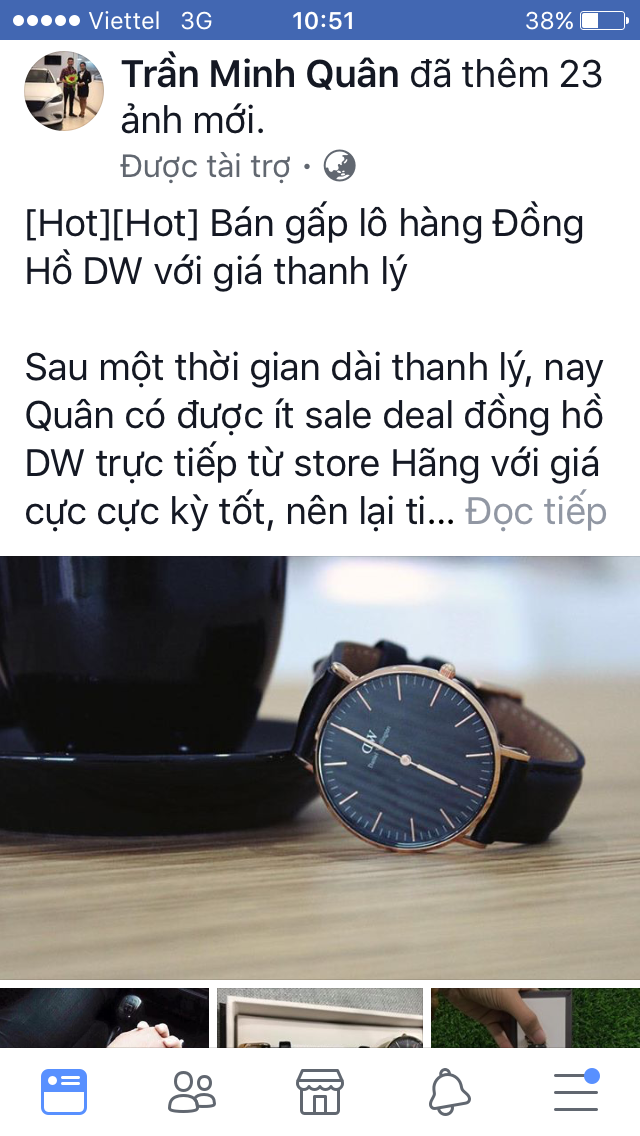 Viettel 3G 10:51 38%
Trần Minh Quân đã thêm 23
ảnh mới.
Được tài trợ ·
[Hot][Hot] Bán gấp lô hàng Đồng
Hồ DW với giá thanh lý
Sau một thời gian dài thanh lý, nay
Quân có được ít sale deal đồng hồ
DW trực tiếp từ store Hãng với giá
cực cực kỳ tốt, nên lại ti... Đọc tiếp
DW